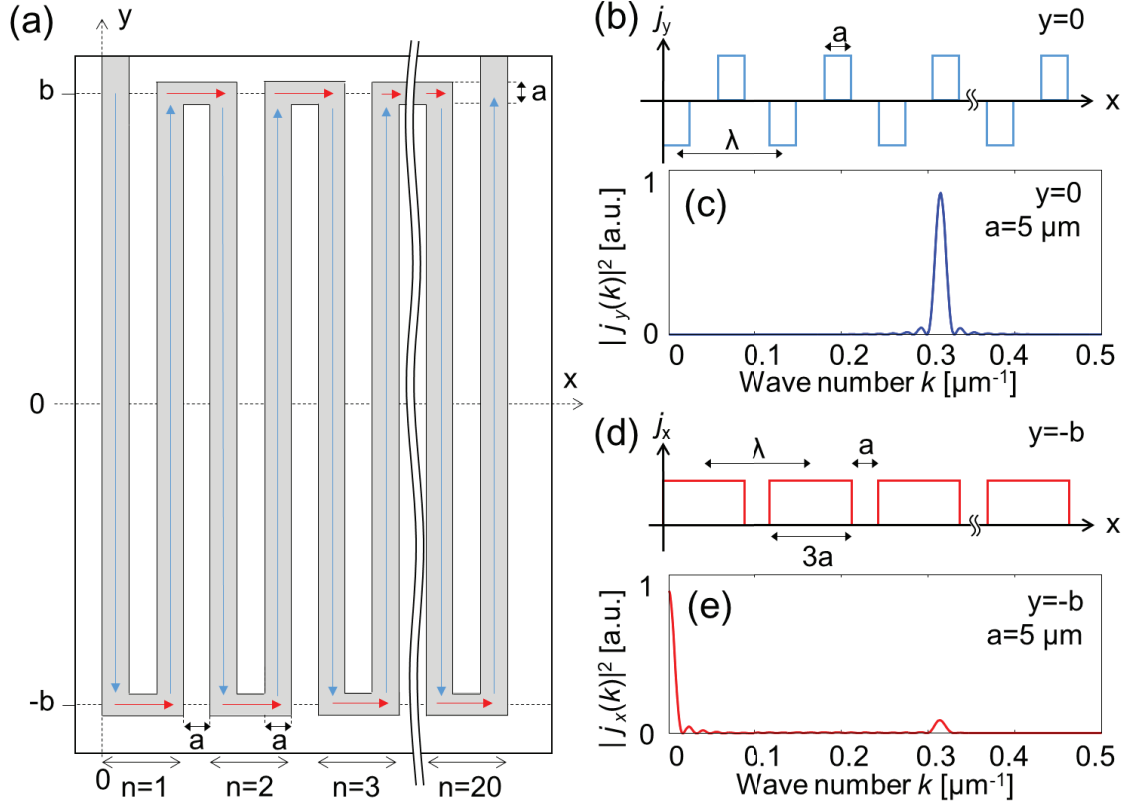 (a)
y
b
a
x
0
-b
a
a
0
n=1
n=2
n=3
n=20
(b)
jy
y=0
a
x
λ
1
(c)
y=0
a=5 µm
|jy(k)|² [a.u.]
0
0 0.1 0.2 0.3 0.4 0.5
Wave number k [µm⁻¹]
(d)
jx
y=-b
λ
a
x
3a
1
(e)
y=-b
a=5 µm
|jx(k)|² [a.u.]
0
0 0.1 0.2 0.3 0.4 0.5
Wave number k [µm⁻¹]